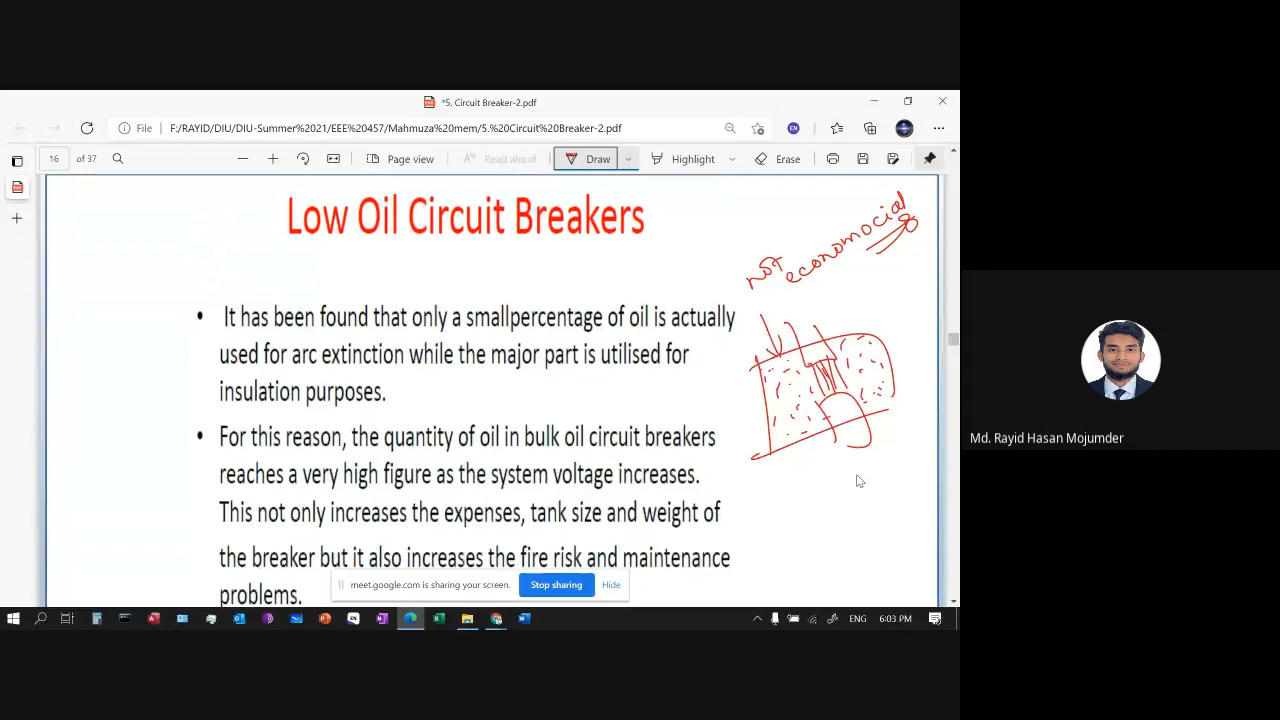 *5. Circuit Breaker-2.pdf
File F:/RAYID/DIU/DIU-Summer%2021/EEE%20457/Mahmuza%20mem/5.%20Circuit%20Breaker-2.pdf EN
16 of 37 Page view Read aloud Draw Highlight Erase
Low Oil Circuit Breakers
not economocial
• It has been found that only a smallpercentage of oil is actually
used for arc extinction while the major part is utilised for
insulation purposes.
• For this reason, the quantity of oil in bulk oil circuit breakers
reaches a very high figure as the system voltage increases.
This not only increases the expenses, tank size and weight of
the breaker but it also increases the fire risk and maintenance
problems.
meet.google.com is sharing your screen. Stop sharing Hide
ENG 6:03 PM
Md. Rayid Hasan Mojumder